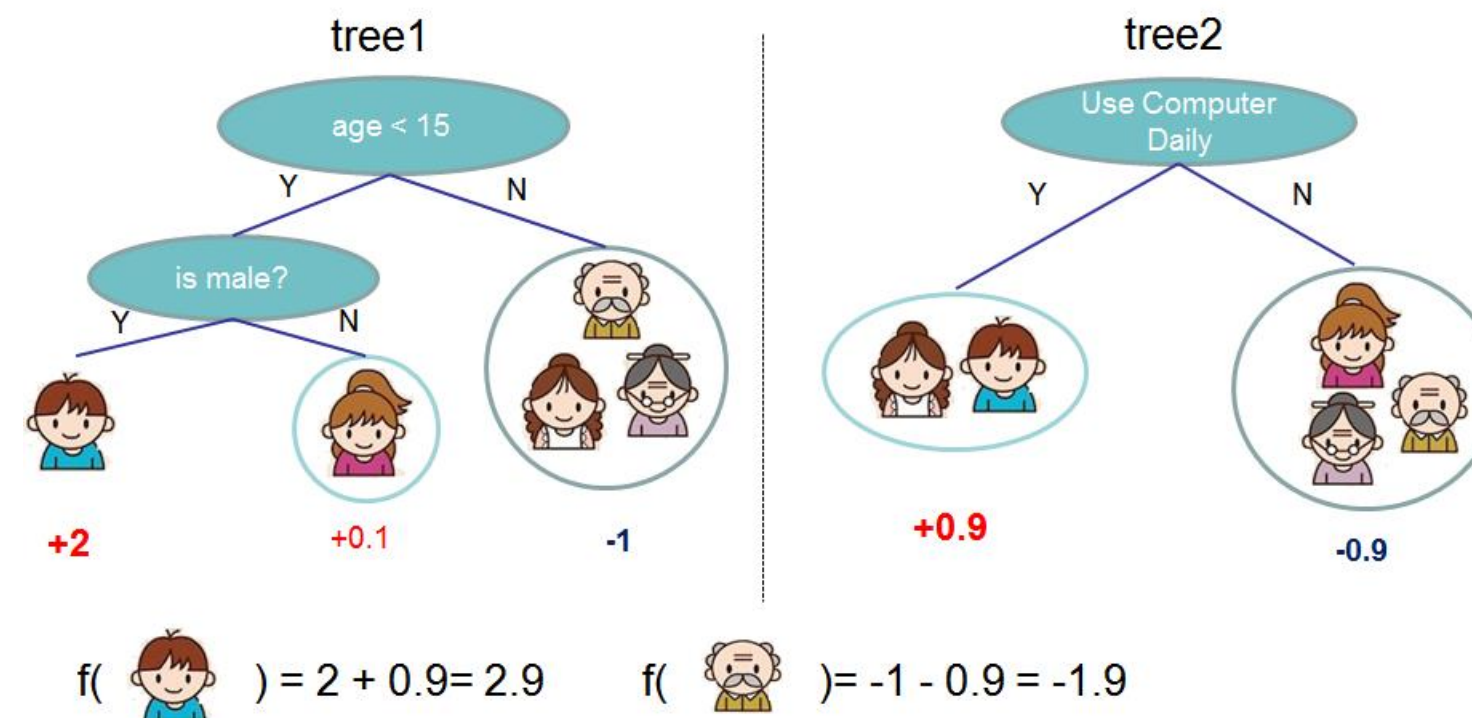 tree1
age < 15
Y
N
is male?
Y
N
+2
+0.1
-1
tree2
Use Computer
Daily
Y
N
+0.9
-0.9
f( ) = 2 + 0.9= 2.9
f( )= -1 - 0.9 = -1.9